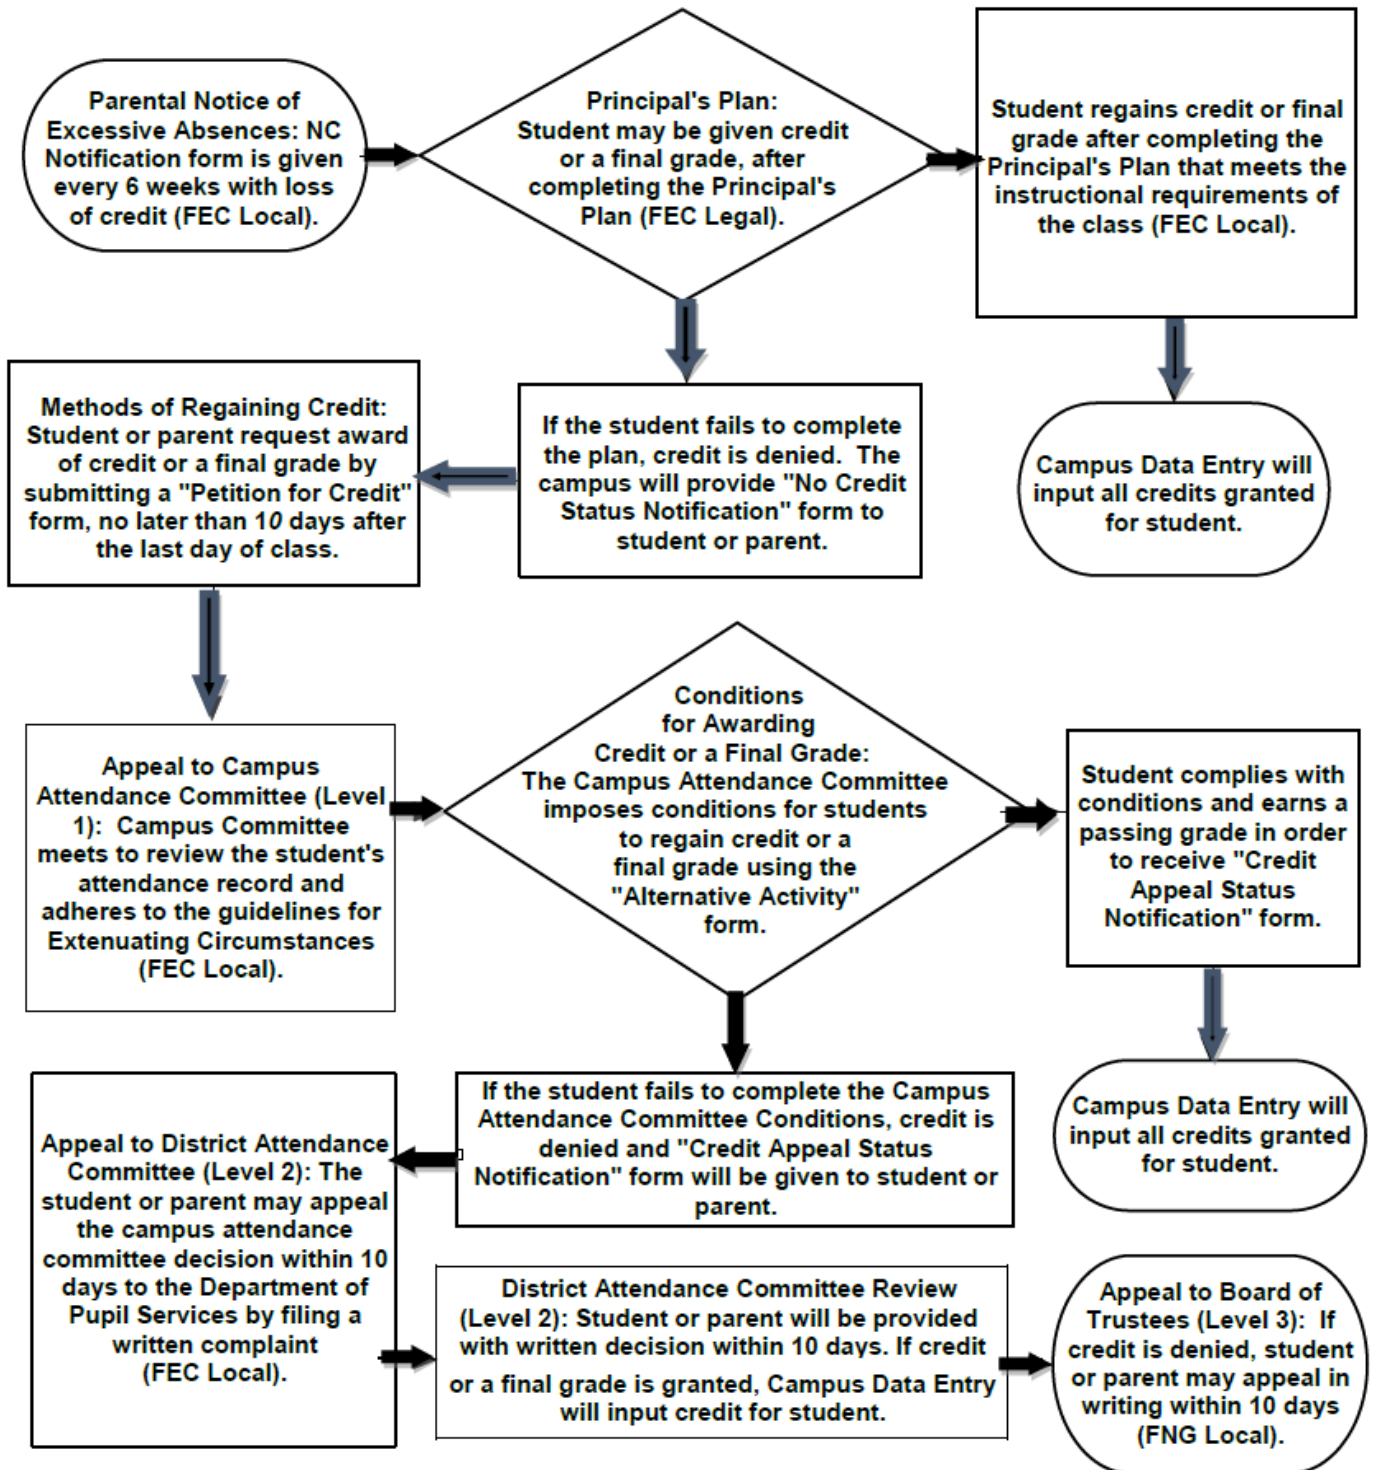 Parental Notice of
Excessive Absences: NC
Notification form is given
every 6 weeks with loss
of credit (FEC Local).
Principal's Plan:
Student may be given credit
or a final grade, after
completing the Principal's
Plan (FEC Legal).
Student regains credit or final
grade after completing the
Principal's Plan that meets the
instructional requirements of
the class (FEC Local).
Campus Data Entry will
input all credits granted
for student.
If the student fails to complete
the plan, credit is denied.  The
campus will provide "No Credit
Status Notification" form to
student or parent.
Methods of Regaining Credit:
Student or parent request award
of credit or a final grade by
submitting a "Petition for Credit"
form, no later than 10 days after
the last day of class.
Appeal to Campus
Attendance Committee (Level
1):  Campus Committee
meets to review the student's
attendance record and
adheres to the guidelines for
Extenuating Circumstances
(FEC Local).
Conditions
for Awarding
Credit or a Final Grade:
The Campus Attendance Committee
imposes conditions for students
to regain credit or a
final grade using the
"Alternative Activity"
form.
Student complies with
conditions and earns a
passing grade in order
to receive "Credit
Appeal Status
Notification" form.
Campus Data Entry will
input all credits granted
for student.
If the student fails to complete the Campus
Attendance Committee Conditions, credit is
denied and "Credit Appeal Status
Notification" form will be given to student or
parent.
Appeal to District Attendance
Committee (Level 2): The
student or parent may appeal
the campus attendance
committee decision within 10
days to the Department of
Pupil Services by filing a
written complaint
(FEC Local).
District Attendance Committee Review
(Level 2): Student or parent will be provided
with written decision within 10 days. If credit
or a final grade is granted, Campus Data Entry
will input credit for student.
Appeal to Board of
Trustees (Level 3):  If
credit is denied, student
or parent may appeal in
writing within 10 days
(FNG Local).